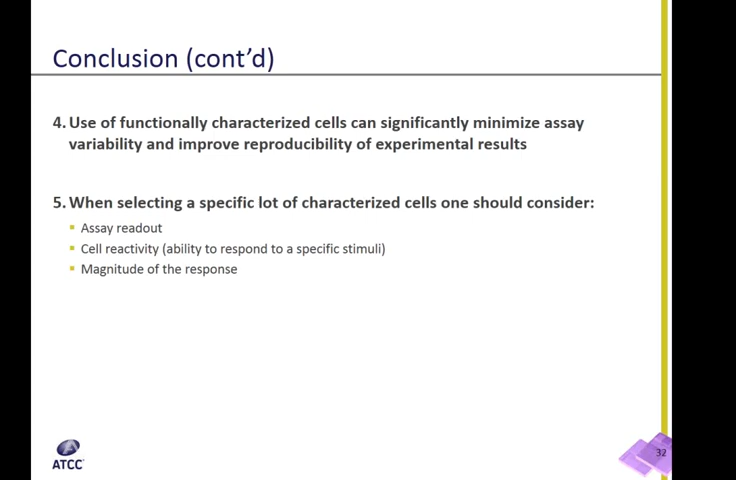 Conclusion (cont’d)
4. Use of functionally characterized cells can significantly minimize assay
variability and improve reproducibility of experimental results
5. When selecting a specific lot of characterized cells one should consider:
Assay readout
Cell reactivity (ability to respond to a specific stimuli)
Magnitude of the response
ATCC
32